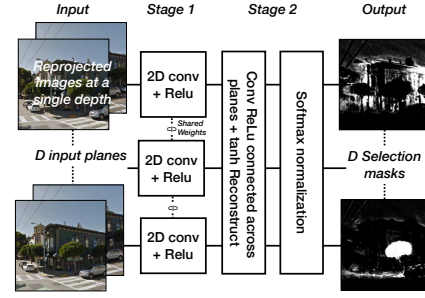 Input
Stage 1
Stage 2
Output
Reprojected
Images at a
single depth
2D conv
+ Relu
Shared
Weights
D input planes
2D conv
+ Relu
2D conv
+ Relu
Conv ReLu connected across
planes + tanh Reconstruct
Softmax normalization
D Selection
masks